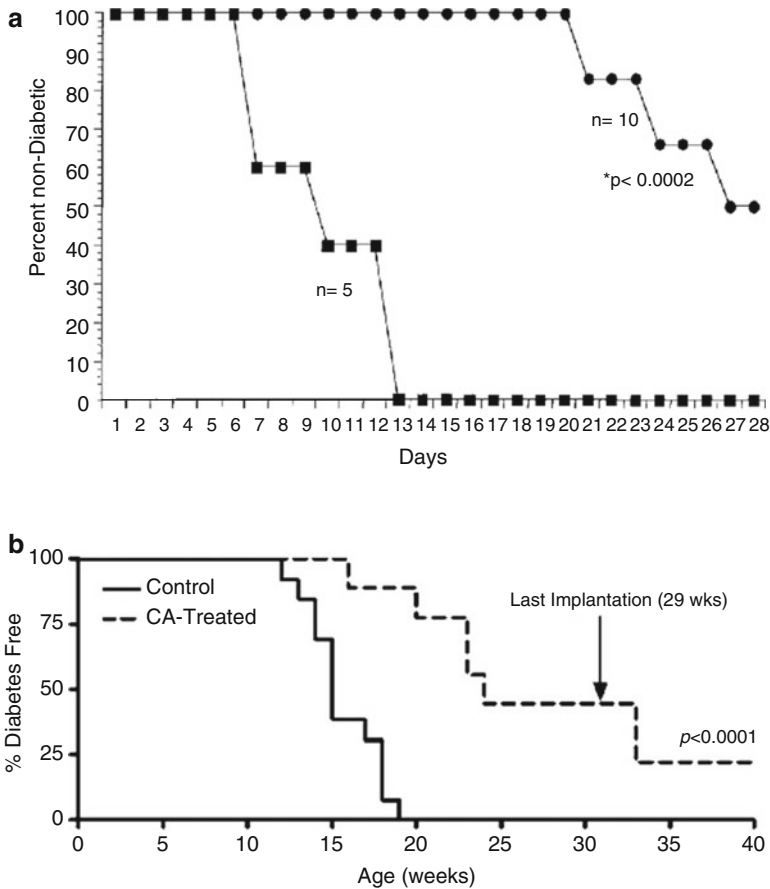 a
Percent non-Diabetic
100
90
80
70
60
50
40
30
20
10
0
n= 10
*p< 0.0002
n= 5
1 2 3 4 5 6 7 8 9 10 11 12 13 14 15 16 17 18 19 20 21 22 23 24 25 26 27 28
Days
b
% Diabetes Free
100
75
50
25
0
Control
CA-Treated
Last Implantation (29 wks)
p<0.0001
0 5 10 15 20 25 30 35 40
Age (weeks)